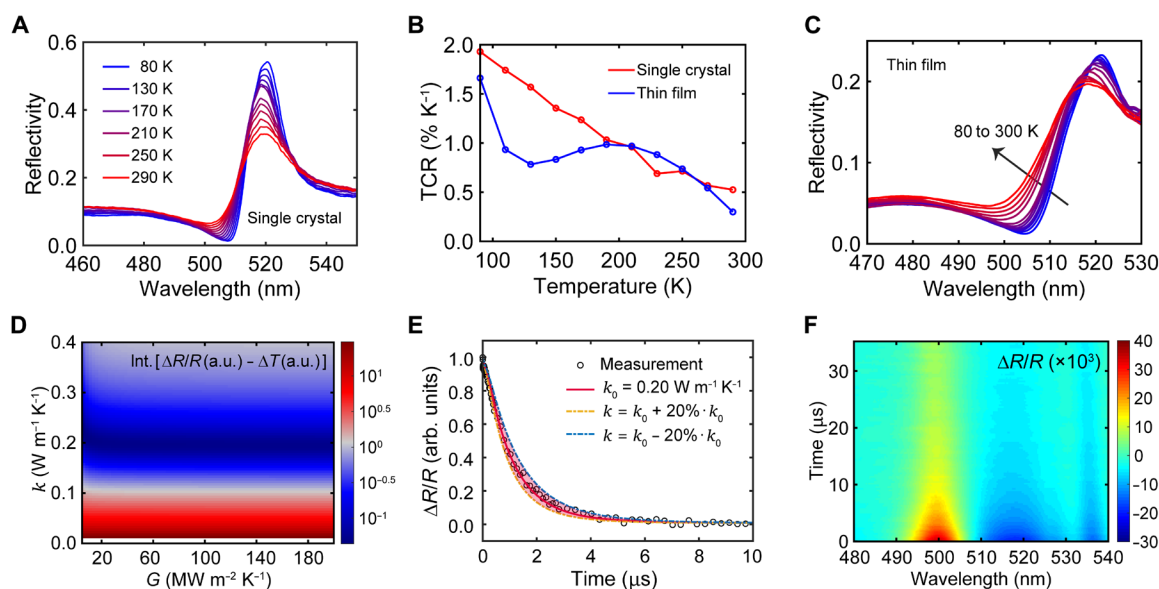 A
0.6
0.4
0.2
0.0
Reflectivity
80 K
130 K
170 K
210 K
250 K
290 K
Single crystal
460
480
500
520
540
Wavelength (nm)
B
2.0
1.5
1.0
0.5
0.0
TCR (% K⁻¹)
Single crystal
Thin film
100
150
200
250
300
Temperature (K)
C
0.2
0.1
0.0
Reflectivity
Thin film
80 to 300 K
470
480
490
500
510
520
530
Wavelength (nm)
D
0.4
0.3
0.2
0.1
0.0
k (W m⁻¹ K⁻¹)
Int.[ΔR/R(a.u.) – ΔT(a.u.)]
20
60
100
140
180
G (MW m⁻² K⁻¹)
10¹
10⁰·⁵
10⁰
10⁻⁰·⁵
10⁻¹
E
1.0
0.8
0.6
0.4
0.2
0.0
ΔR/R (arb. units)
Measurement
k₀ = 0.20 W m⁻¹ K⁻¹
k = k₀ + 20%· k₀
k = k₀ – 20%· k₀
0
2
4
6
8
10
Time (μs)
F
30
20
10
0
Time (μs)
ΔR/R (×10³)
480
490
500
510
520
530
540
Wavelength (nm)
40
30
20
10
0
–10
–20
–30